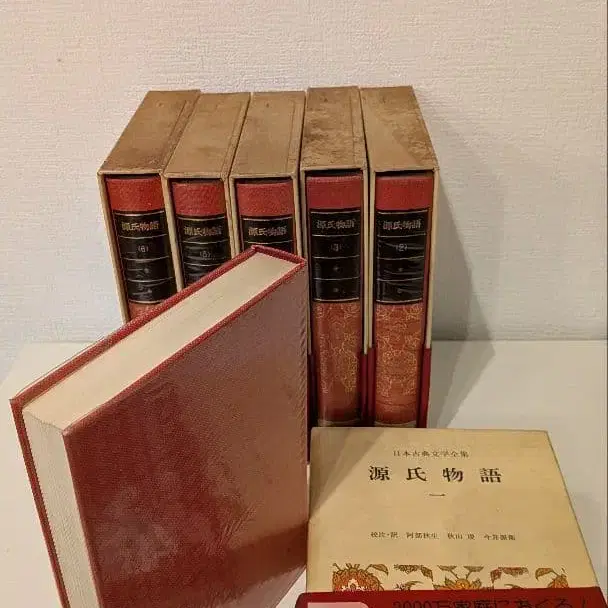 源氏物語
(6)
源氏物語
(5)
源氏物語
源氏物語
源氏物語
(2)
日本古典文学全集
源氏物語
一
校注・訳 阿部秋生 秋山虔 今井源衛